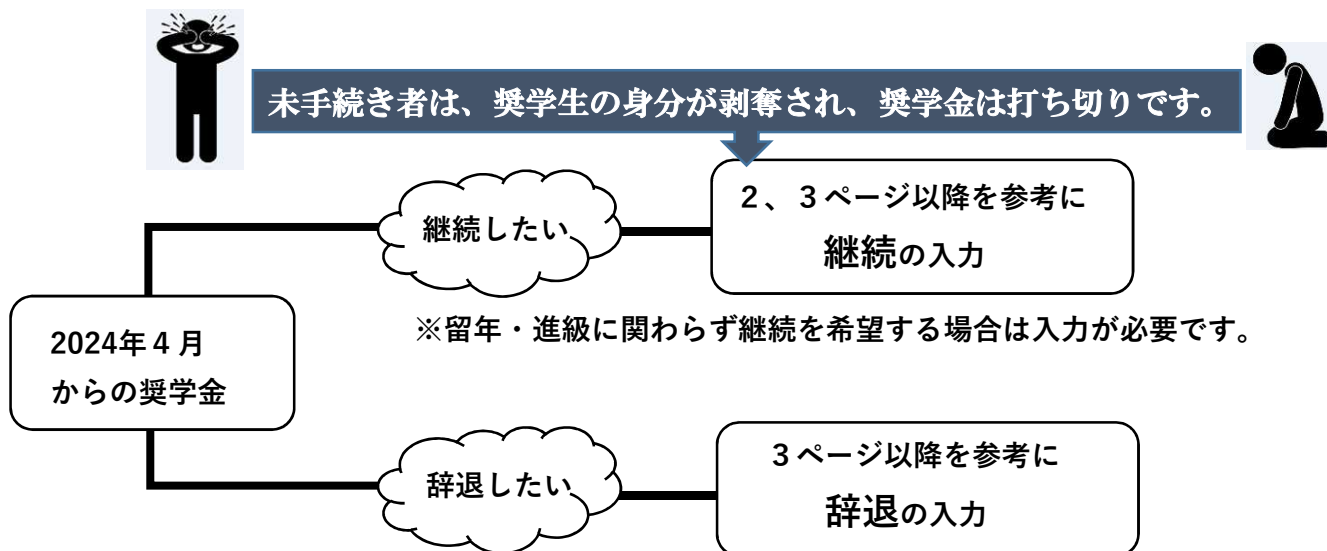 未手続き者は、奨学生の身分が剥奪され、奨学金は打ち切りです。
継続したい
２、３ページ以降を参考に
継続の入力
※留年・進級に関わらず継続を希望する場合は入力が必要です。
2024年４月
からの奨学金
辞退したい
３ページ以降を参考に
辞退の入力